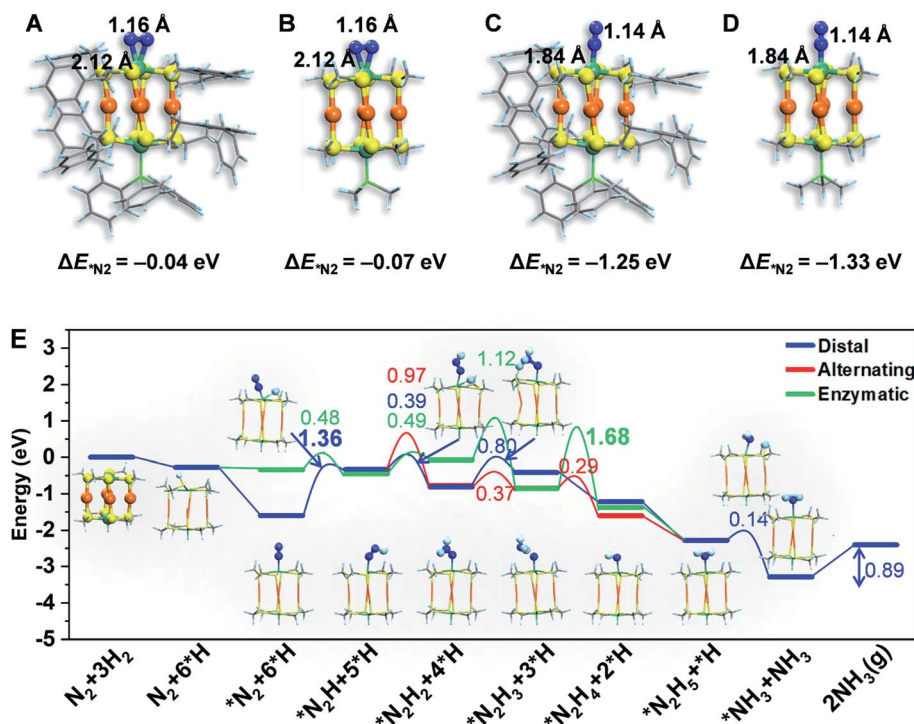 A
1.16 Å
2.12 Å
ΔE*N2 = −0.04 eV
B
1.16 Å
2.12 Å
ΔE*N2 = −0.07 eV
C
1.14 Å
1.84 Å
ΔE*N2 = −1.25 eV
D
1.14 Å
1.84 Å
ΔE*N2 = −1.33 eV
E
Energy (eV)
3
2
1
0
-1
-2
-3
-4
-5
Distal
Alternating
Enzymatic
0.48
1.36
0.97
0.39
0.49
1.12
0.80
0.37
1.68
0.29
0.14
0.89
N2+3H2
N2+6*H
*N2+6*H
*N2H+5*H
*N2H2+4*H
*N2H3+3*H
*N2H4+2*H
*N2H5+*H
*NH3+NH3
2NH3(g)